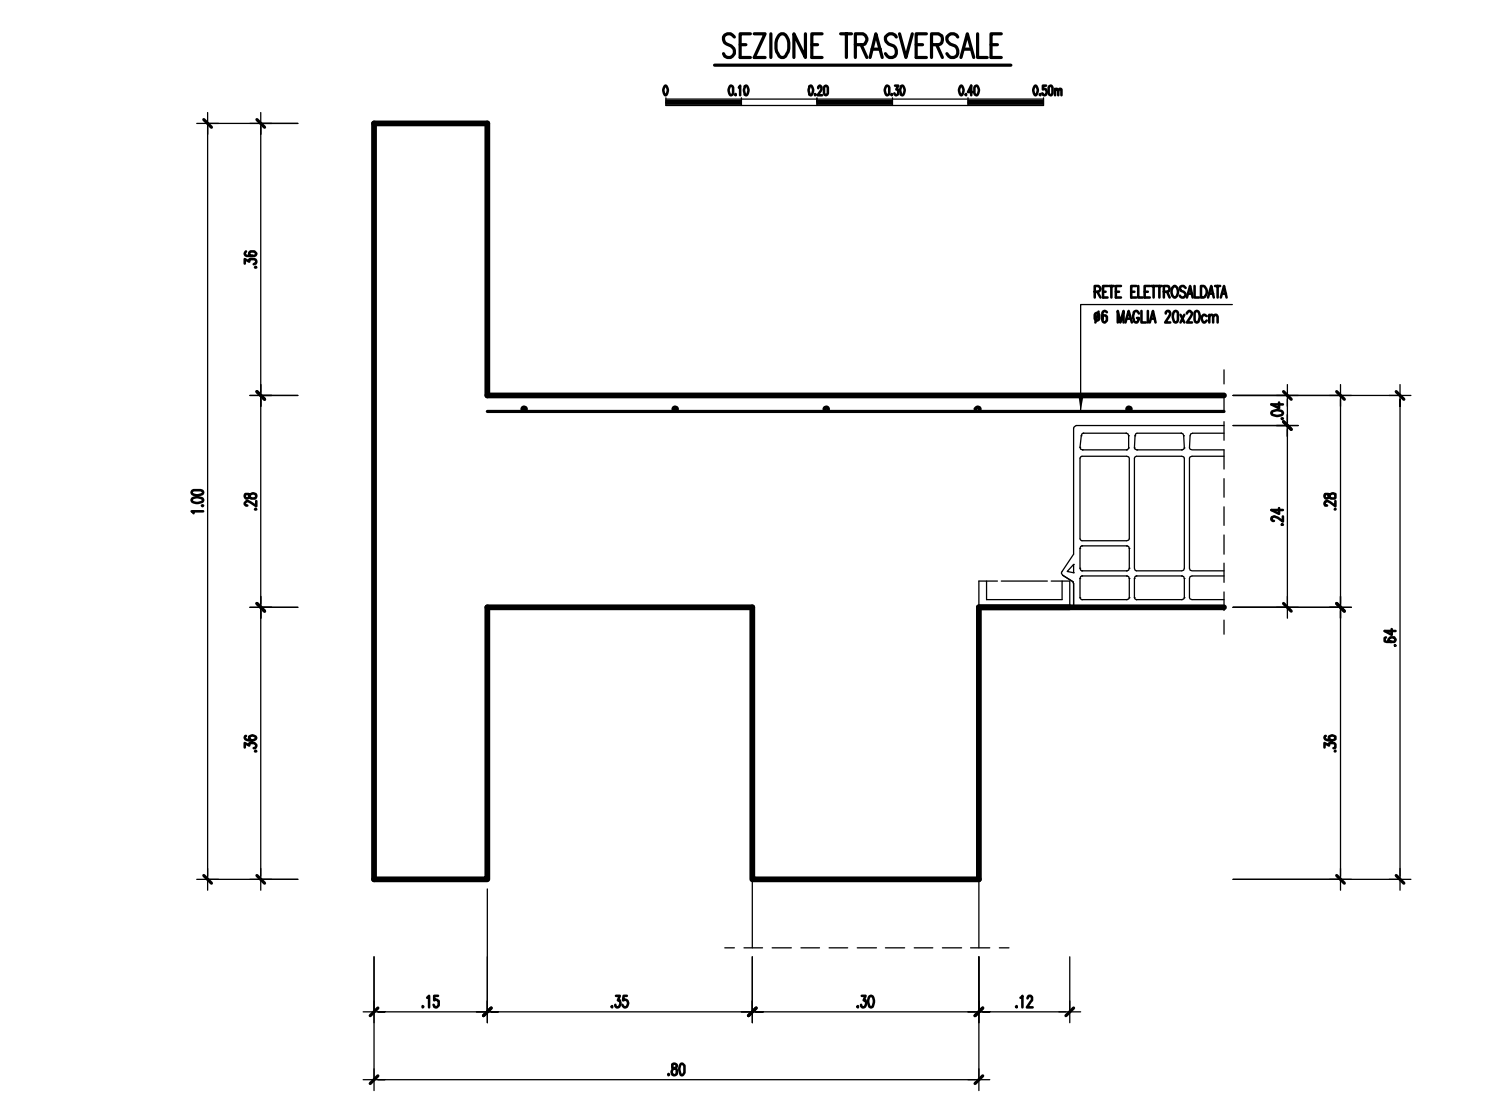 SEZIONE TRASVERSALE
0 0.10 0.20 0.30 0.40 0.50m
.36
RETE ELETTROSALDATA
ø6 MAGLIA 20x20cm
.04
1.00
.28
.24
.28
.64
.36
.36
.15 .35 .30 .12
.80